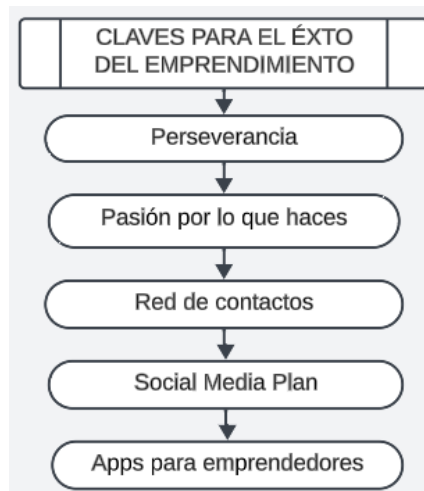 CLAVES PARA EL ÉXTO
DEL EMPRENDIMIENTO
Perseverancia
Pasión por lo que haces
Red de contactos
Social Media Plan
Apps para emprendedores